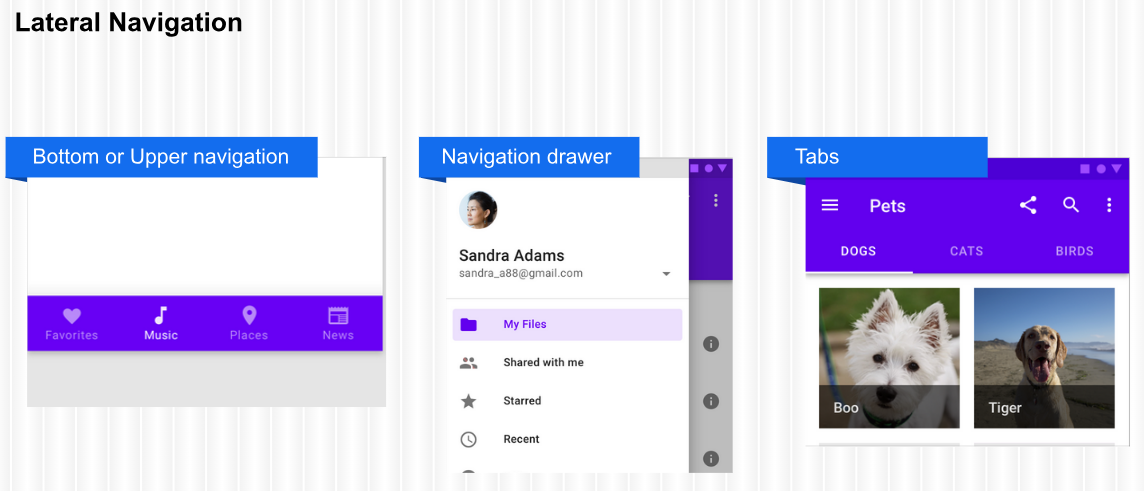 Lateral Navigation
Bottom or Upper navigation
Favorites
Music
Places
News
Navigation drawer
Sandra Adams
sandra_a88@gmail.com
My Files
Shared with me
Starred
Recent
Tabs
Pets
DOGS CATS BIRDS
Boo
Tiger